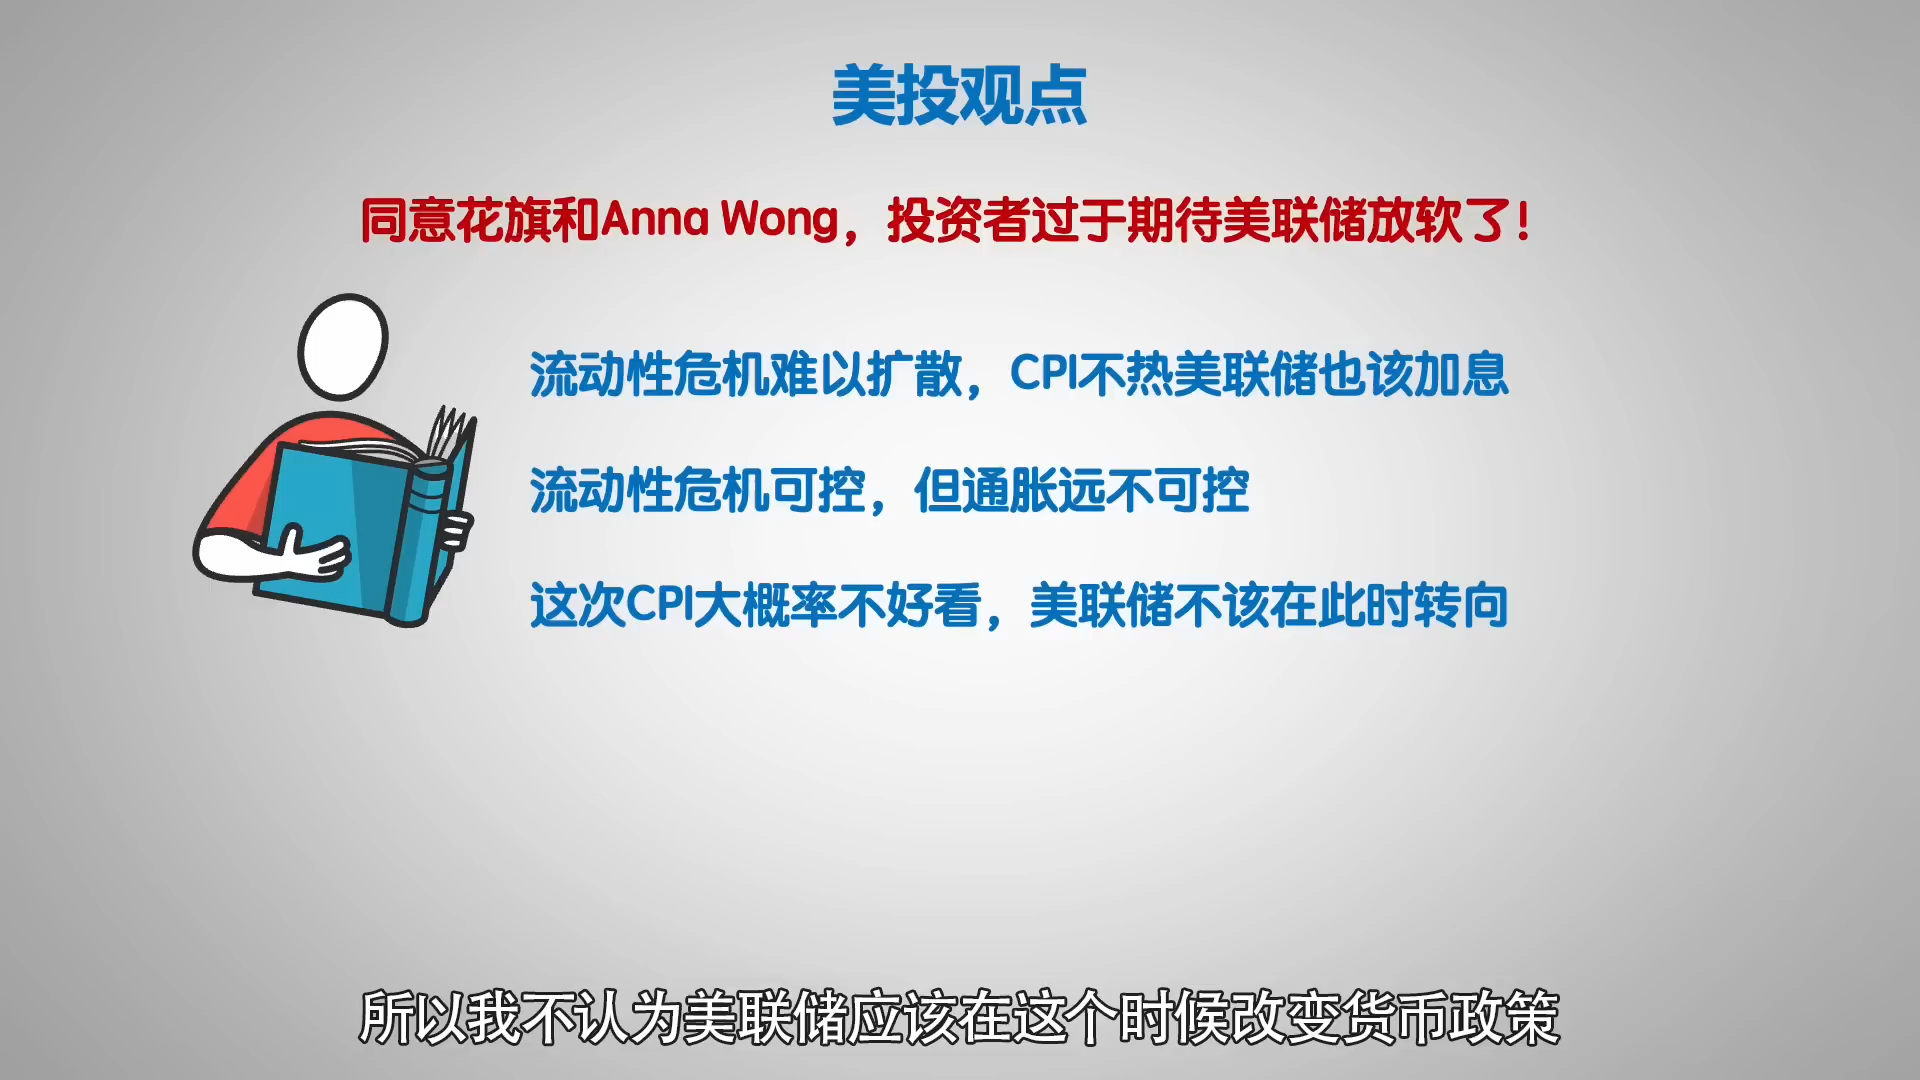 美投观点
同意花旗和Anna Wong，投资者过于期待美联储放软了！
流动性危机难以扩散，CPI不热美联储也该加息
流动性危机可控，但通胀远不可控
这次CPI大概率不好看，美联储不该在此时转向
所以我不认为美联储应该在这个时候改变货币政策